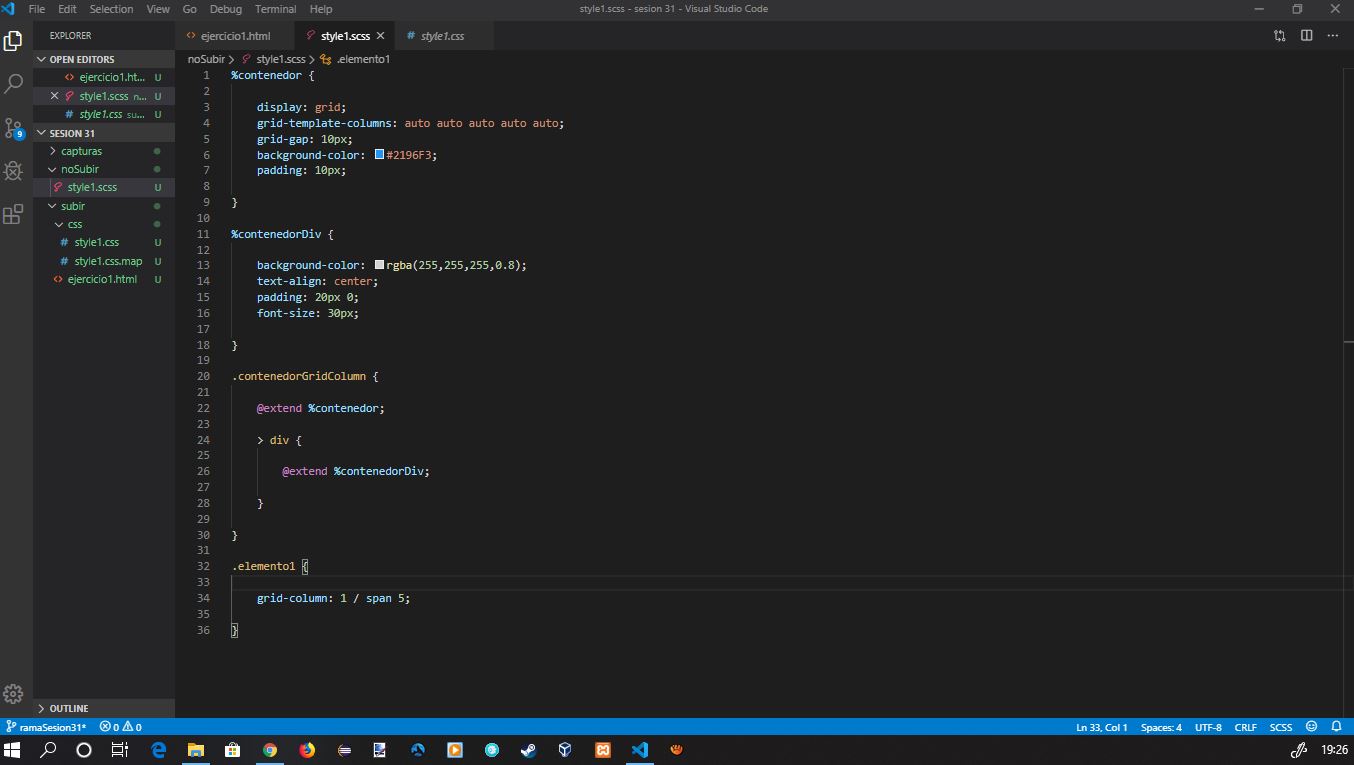 File Edit Selection View Go Debug Terminal Help style1.scss - sesion 31 - Visual Studio Code
EXPLORER
OPEN EDITORS
ejercicio1.ht... U
style1.scss n... U
style1.css su... U
SESION 31
capturas
noSubir
style1.scss U
subir
css
style1.css U
style1.css.map U
ejercicio1.html U
OUTLINE
9
ejercicio1.html style1.scss style1.css
noSubir > style1.scss > .elemento1
1 %contenedor {
2
3 display: grid;
4 grid-template-columns: auto auto auto auto auto;
5 grid-gap: 10px;
6 background-color: #2196F3;
7 padding: 10px;
8
9 }
10
11 %contenedorDiv {
12
13 background-color: rgba(255,255,255,0.8);
14 text-align: center;
15 padding: 20px 0;
16 font-size: 30px;
17
18 }
19
20 .contenedorGridColumn {
21
22 @extend %contenedor;
23
24 > div {
25
26 @extend %contenedorDiv;
27
28 }
29
30 }
31
32 .elemento1 {
33
34 grid-column: 1 / span 5;
35
36 }
ramaSesion31* 0 0 Ln 33, Col 1 Spaces: 4 UTF-8 CRLF SCSS
19:26